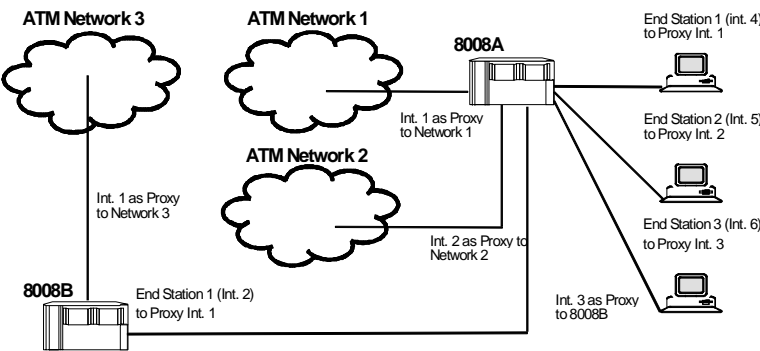 ATM Network 3
ATM Network 1
8008A
End Station 1 (int. 4)
to Proxy Int. 1
Int. 1 as Proxy
to Network 1
End Station 2 (Int. 5)
to Proxy Int. 2
ATM Network 2
Int. 1 as Proxy
to Network 3
Int. 2 as Proxy to
Network 2
End Station 3 (Int. 6)
to Proxy Int. 3
8008B
End Station 1 (Int. 2)
to Proxy Int. 1
Int. 3 as Proxy
to 8008B